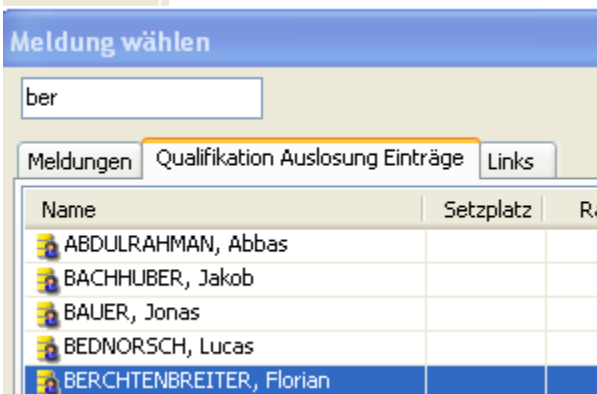 Meldung wählen
ber
Meldungen Qualifikation Auslosung Einträge Links
Name Setzplatz
ABDULRAHMAN, Abbas
BACHHUBER, Jakob
BAUER, Jonas
BEDNORSCH, Lucas
BERCHTENBREITER, Florian